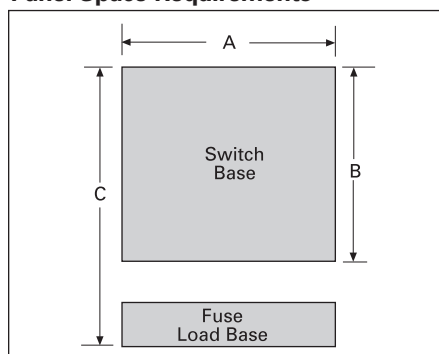 Panel Space Requirements
A
Switch
Base
B
C
Fuse
Load Base